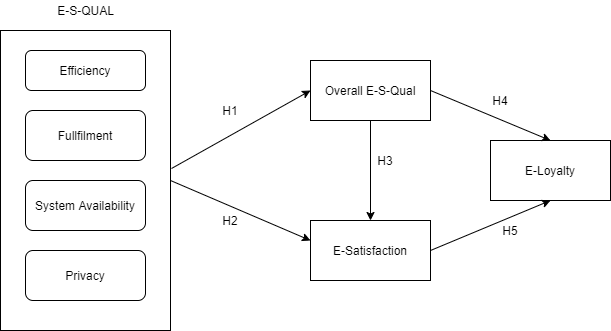 E-S-QUAL
Efficiency
Fullfilment
System Availability
Privacy
H1
H2
Overall E-S-Qual
H3
E-Satisfaction
H4
H5
E-Loyalty